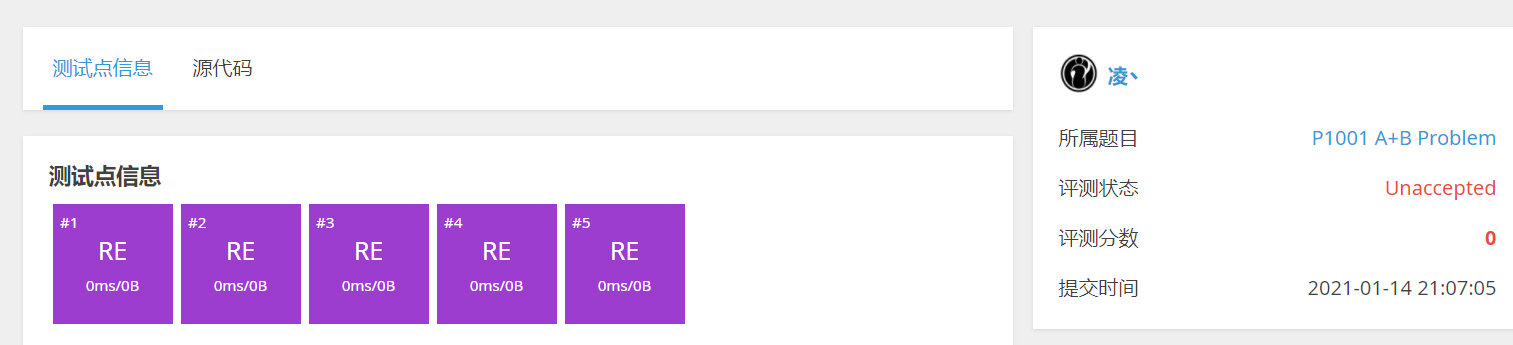 测试点信息 源代码
测试点信息
#1 #2 #3 #4 #5
RE RE RE RE RE
0ms/0B 0ms/0B 0ms/0B 0ms/0B 0ms/0B
凌丶
所属题目 P1001 A+B Problem
评测状态 Unaccepted
评测分数 0
提交时间 2021-01-14 21:07:05